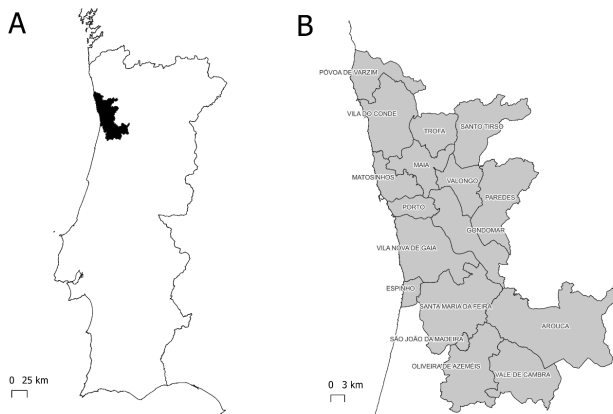 A
0 25 km
B
PÓVOA DE VARZIM
VILA DO CONDE
TROFA
SANTO TIRSO
MAIA
MATOSINHOS
VALONGO
PAREDES
PORTO
GONDOMAR
VILA NOVA DE GAIA
ESPINHO
SANTA MARIA DA FEIRA
AROUCA
SÃO JOÃO DA MADEIRA
OLIVEIRA DE AZEMÉIS
VALE DE CAMBRA
0 3 km